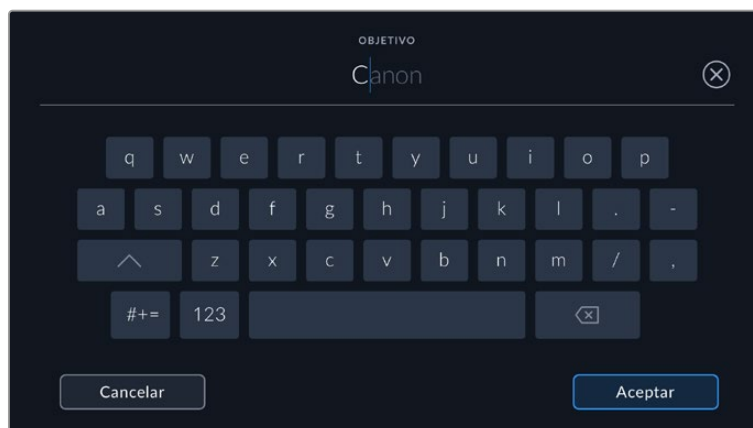 OBJETIVO
Canon
q w e r t y u i o p
a s d f g h j k l . -
z x c v b n m / ,
#+= 123
Cancelar Aceptar